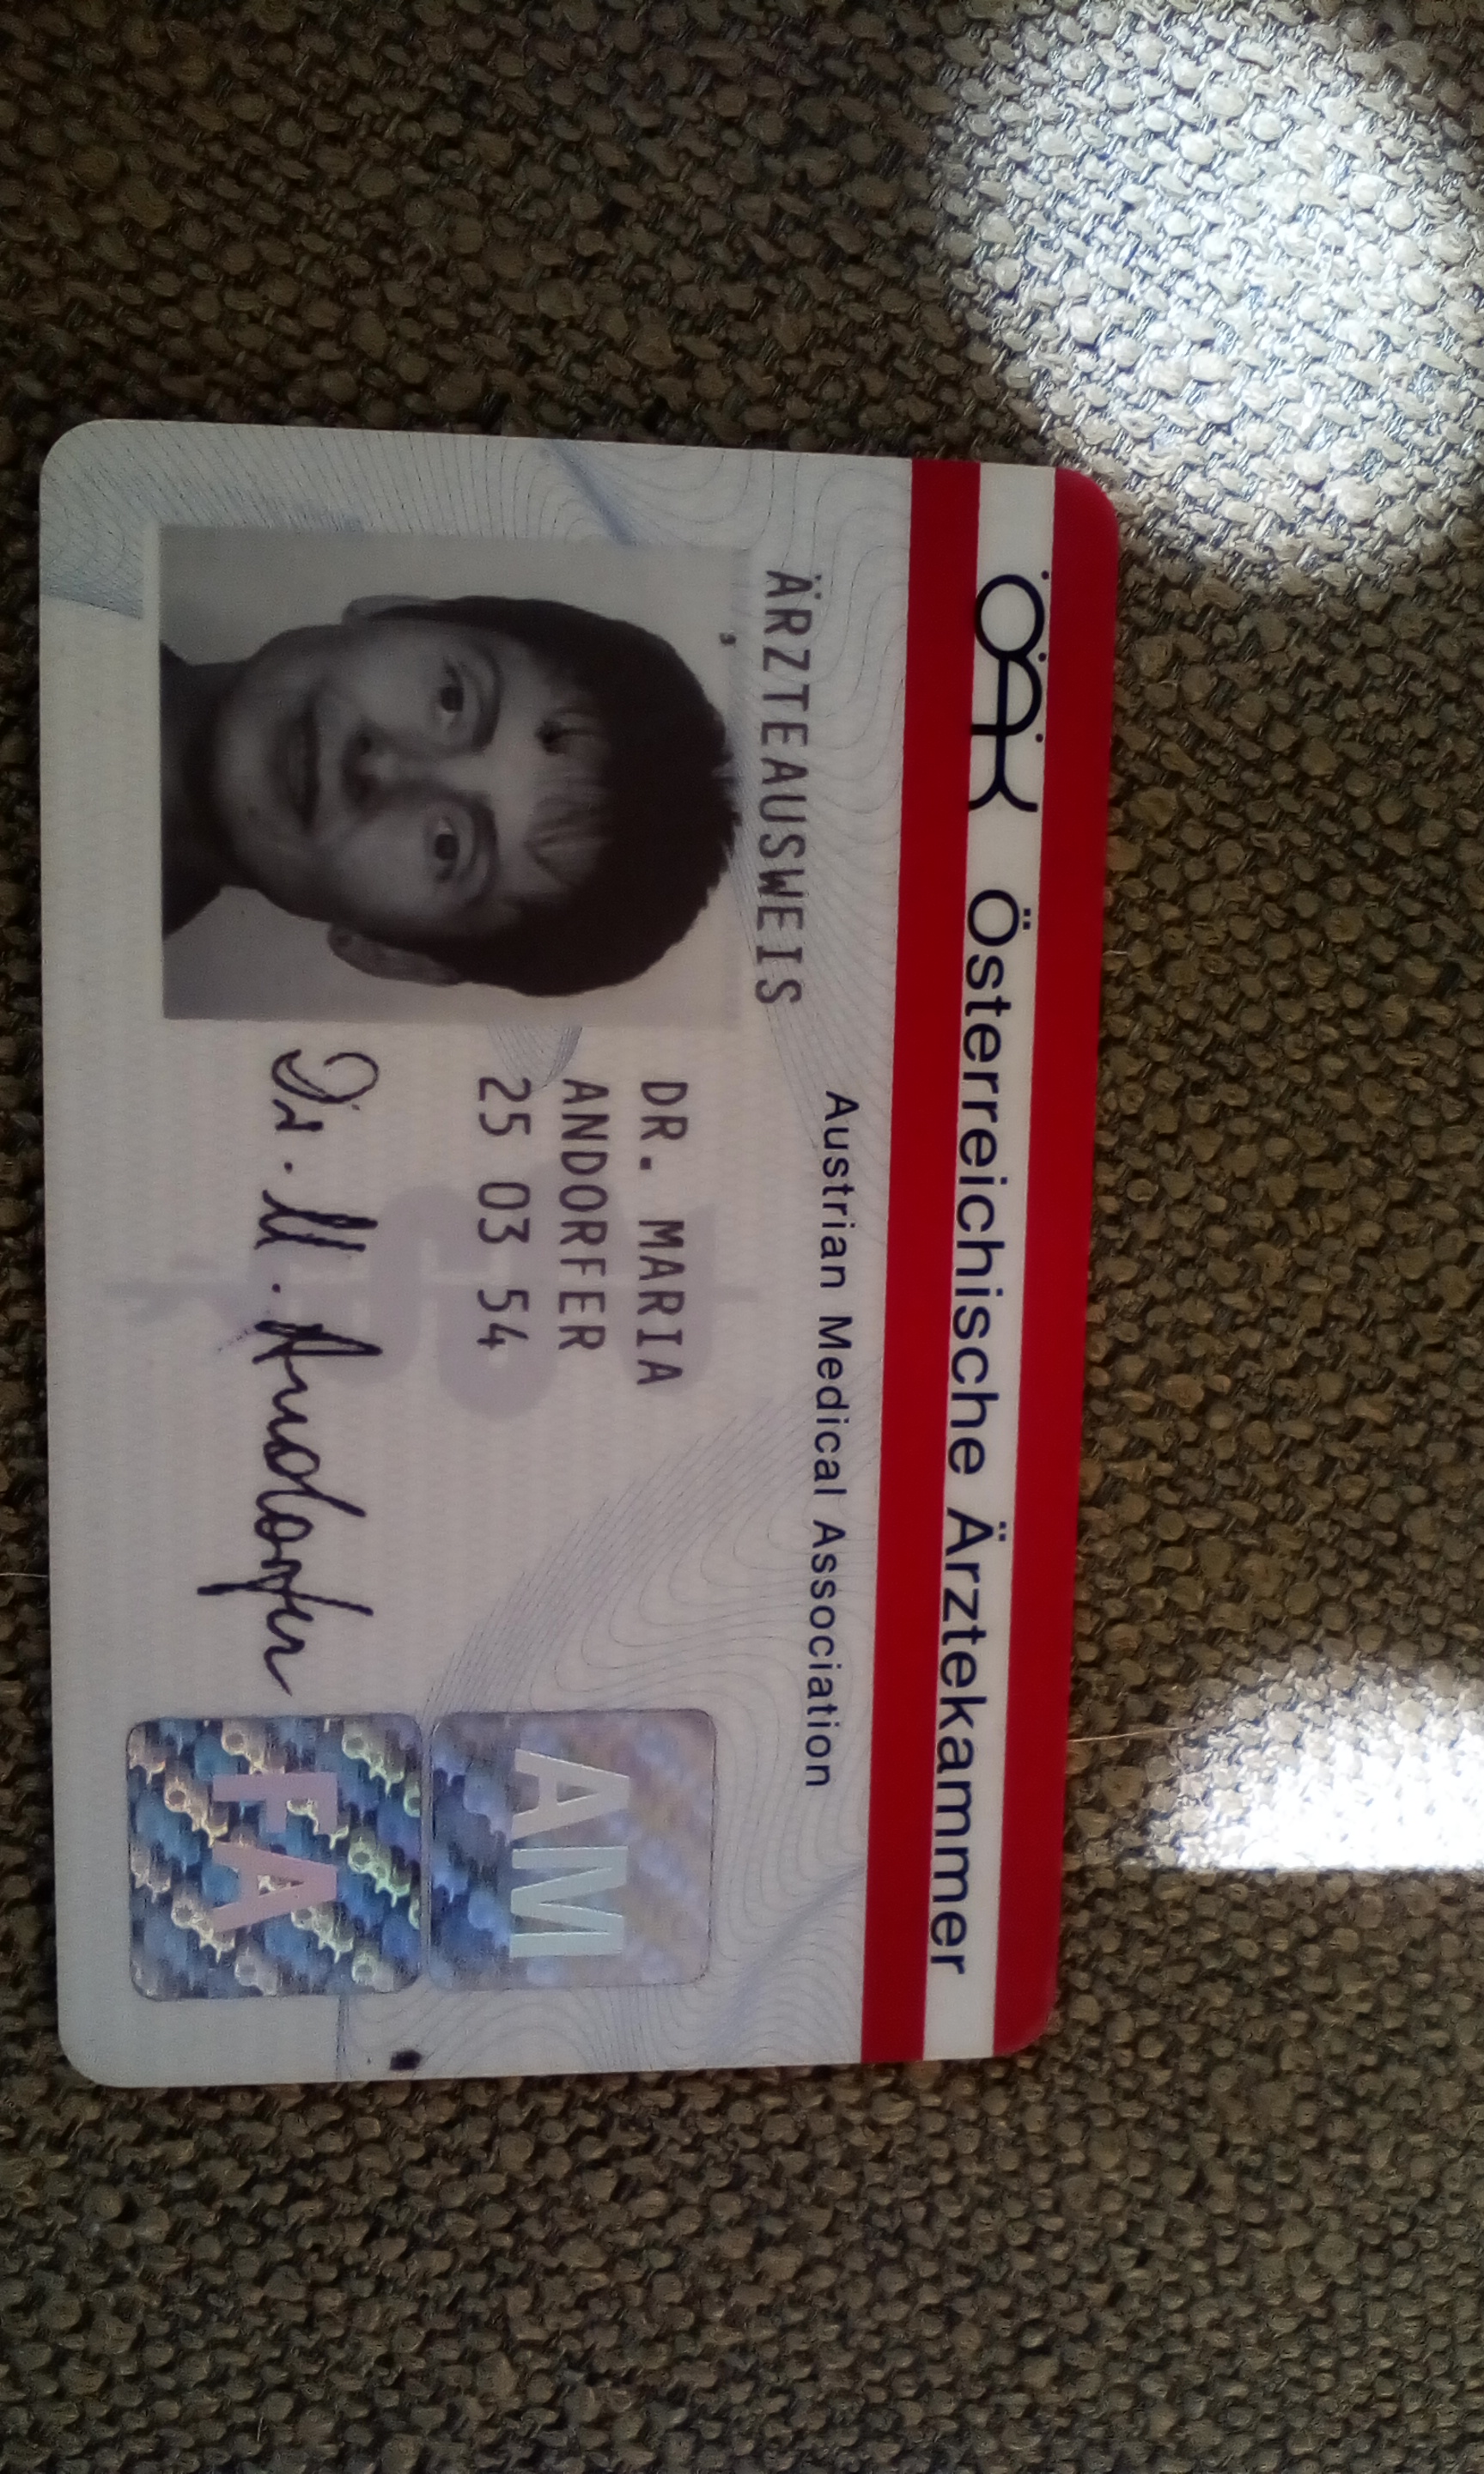 ÖÄK Österreichische Ärztekammer
Austrian Medical Association
ÄRZTEAUSWEIS
,
DR. MARIA
ANDORFER
25 03 54
Dr. M. Andorfer
AM
FA